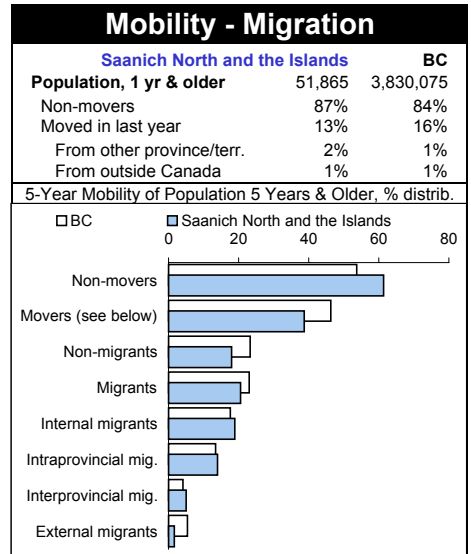 Mobility - Migration
Saanich North and the Islands BC
Population, 1 yr & older 51,865 3,830,075
Non-movers 87% 84%
Moved in last year 13% 16%
From other province/terr. 2% 1%
From outside Canada 1% 1%
5-Year Mobility of Population 5 Years & Older, % distrib.
BC Saanich North and the Islands
0 20 40 60 80
Non-movers
Movers (see below)
Non-migrants
Migrants
Internal migrants
Intraprovincial mig.
Interprovincial mig.
External migrants